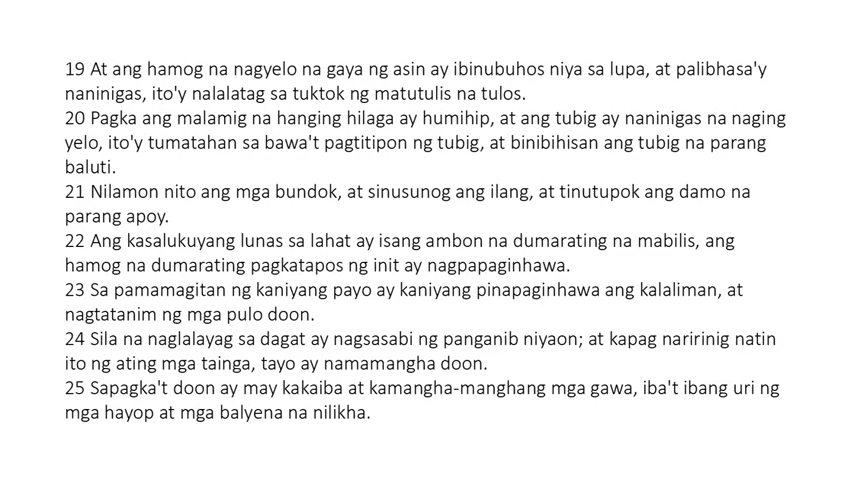 19 At ang hamog na nagyelo na gaya ng asin ay ibinubuhos niya sa lupa, at palibhasa'y
naninigas, ito'y nalalatag sa tuktok ng matutulis na tulos.
20 Pagka ang malamig na hanging hilaga ay humihip, at ang tubig ay naninigas na naging
yelo, ito'y tumatahan sa bawa't pagtitipon ng tubig, at binibihisan ang tubig na parang
baluti.
21 Nilamon nito ang mga bundok, at sinusunog ang ilang, at tinutupok ang damo na
parang apoy.
22 Ang kasalukuyang lunas sa lahat ay isang ambon na dumarating na mabilis, ang
hamog na dumarating pagkatapos ng init ay nagpapaginhawa.
23 Sa pamamagitan ng kaniyang payo ay kaniyang pinapaginhawa ang kalaliman, at
nagtatanim ng mga pulo doon.
24 Sila na naglalayag sa dagat ay nagsasabi ng panganib niyaon; at kapag naririnig natin
ito ng ating mga tainga, tayo ay namamangha doon.
25 Sapagka't doon ay may kakaiba at kamangha-manghang mga gawa, iba't ibang uri ng
mga hayop at mga balyena na nilikha.